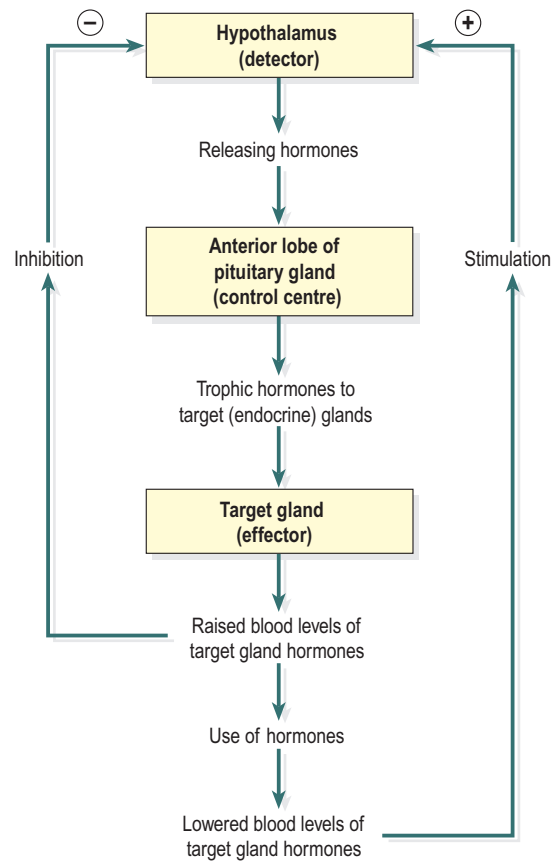 −
+
Hypothalamus
(detector)
Releasing hormones
Inhibition
Anterior lobe of
pituitary gland
(control centre)
Stimulation
Trophic hormones to
target (endocrine) glands
Target gland
(effector)
Raised blood levels of
target gland hormones
Use of hormones
Lowered blood levels of
target gland hormones